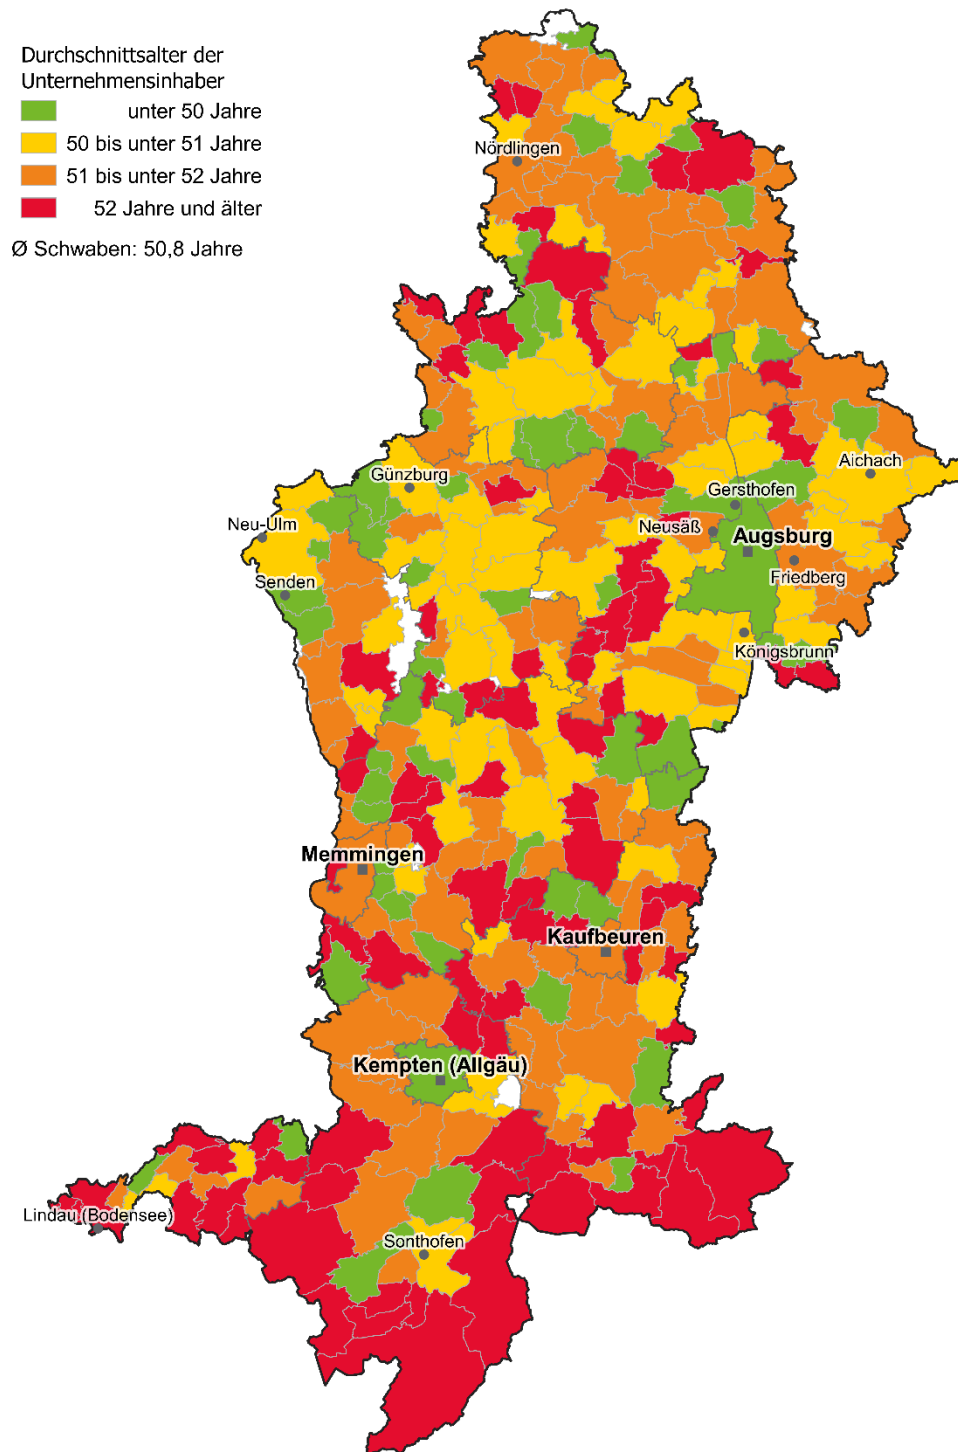 Durchschnittsalter der
Unternehmensinhaber
unter 50 Jahre
50 bis unter 51 Jahre
51 bis unter 52 Jahre
52 Jahre und älter
Ø Schwaben: 50,8 Jahre
Nördlingen
Aichach
Günzburg
Gersthofen
Neu-Ulm
Neusäß
Augsburg
Friedberg
Senden
Königsbrunn
Memmingen
Kaufbeuren
Kempten (Allgäu)
Lindau (Bodensee)
Sonthofen